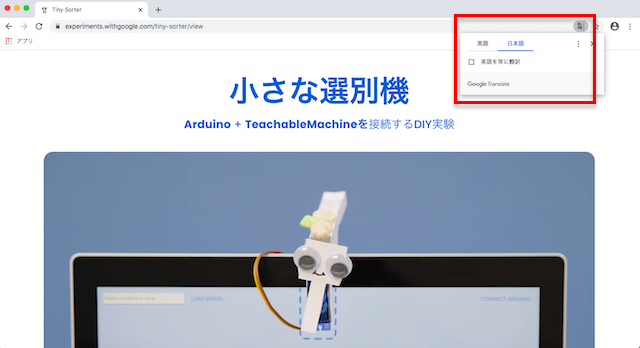 Tiny Sorter
experiments.withgoogle.com/tiny-sorter/view
アプリ
英語 日本語
英語を常に翻訳
Google Translate
小さな選別機
Arduino + TeachableMachineを接続するDIY実験
LOAD MODEL
CONNECT ARDUINO